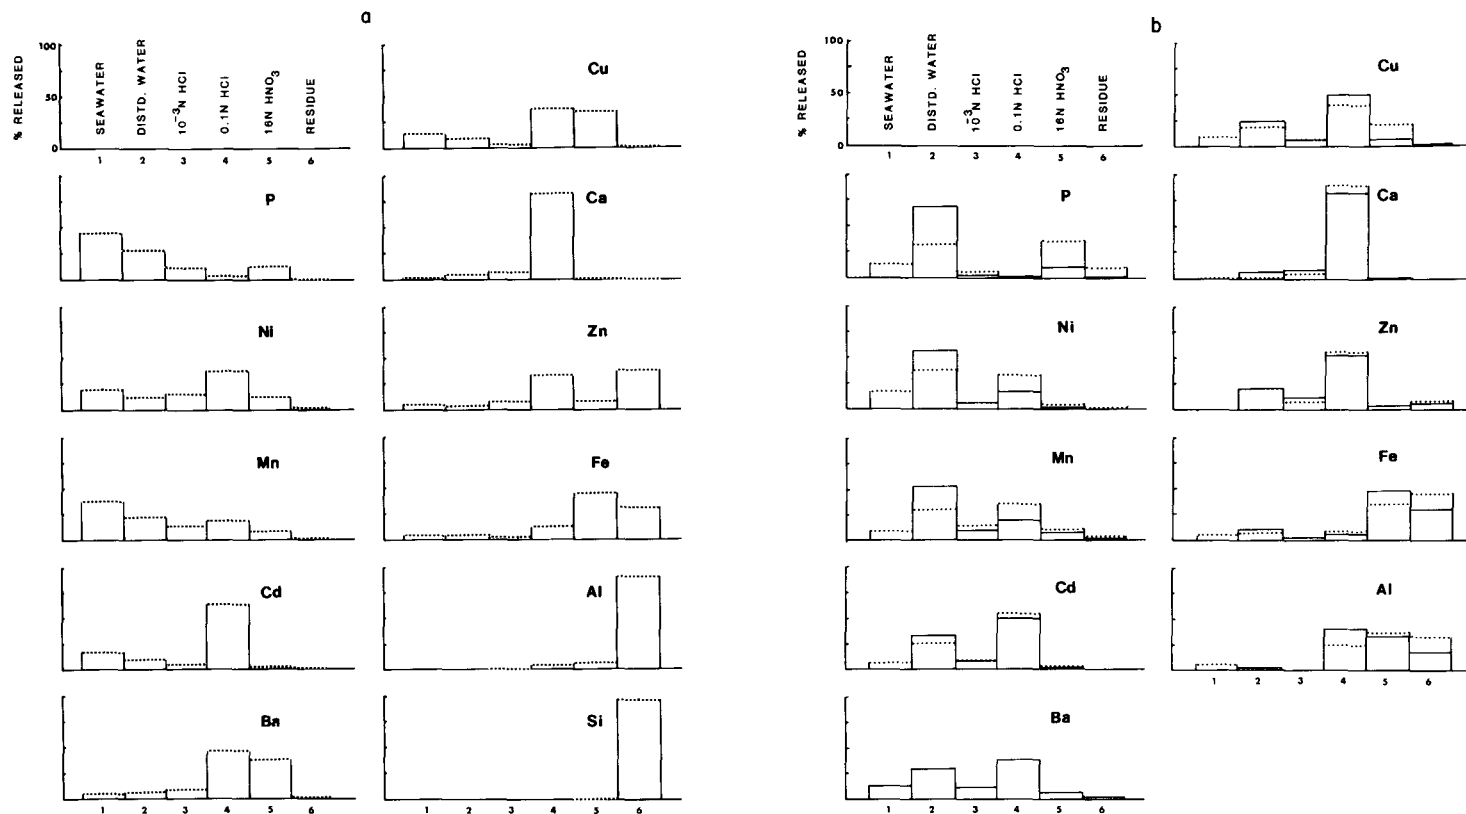 a
100
50
0
% RELEASED
SEAWATER
DISTD. WATER
10⁻³N HCl
0.1N HCl
16N HNO₃
RESIDUE
1 2 3 4 5 6
Cu
P
Ca
Ni
Zn
Mn
Fe
Cd
Al
Ba
Si
1 2 3 4 5 6
1 2 3 4 5 6
b
100
50
0
% RELEASED
SEAWATER
DISTD. WATER
10⁻³N HCl
0.1N HCl
16N HNO₃
RESIDUE
1 2 3 4 5 6
Cu
P
Ca
Ni
Zn
Mn
Fe
Cd
Al
1 2 3 4 5 6
Ba
1 2 3 4 5 6